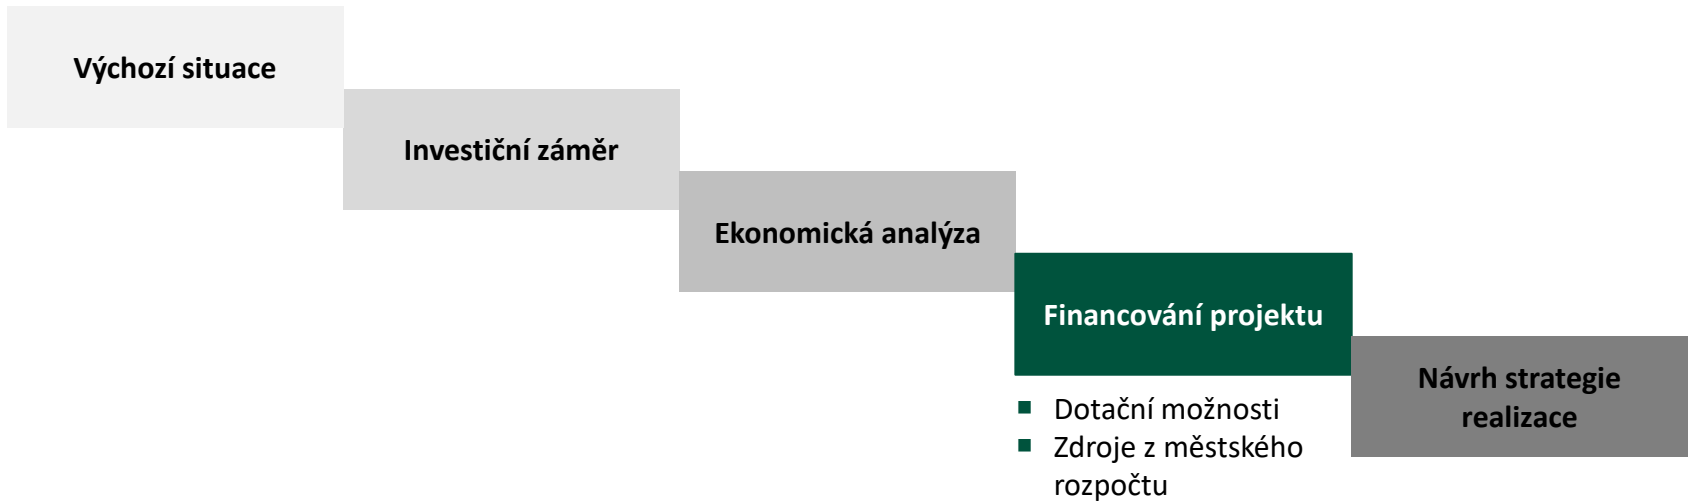 Výchozí situace
Investiční záměr
Ekonomická analýza
Financování projektu
Dotační možnosti
Zdroje z městského
rozpočtu
Návrh strategie
realizace